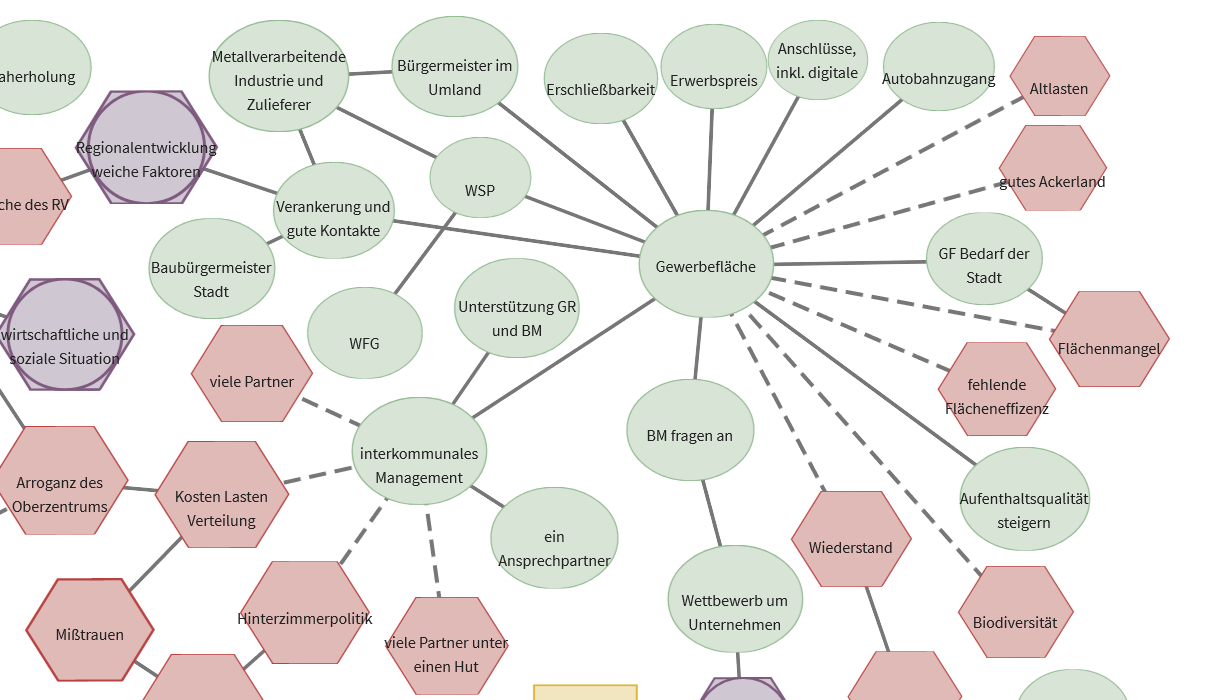 aherholung
Metallverarbeitende
Industrie und
Zulieferer
Bürgermeister im
Umland
Erschließbarkeit
Erwerbspreis
Anschlüsse,
inkl. digitale
Autobahnzugang
Altlasten
Regionalentwicklung
weiche Faktoren
che des RV
Verankerung und
gute Kontakte
WSP
gutes Ackerland
Baubürgermeister
Stadt
Gewerbefläche
GF Bedarf der
Stadt
wirtschaftliche und
soziale Situation
WFG
Unterstützung GR
und BM
Flächenmangel
viele Partner
fehlende
Flächeneffizenz
interkommunales
Management
BM fragen an
Arroganz des
Oberzentrums
Kosten Lasten
Verteilung
Aufenthaltsqualität
steigern
ein
Ansprechpartner
Wiederstand
Mißtrauen
Hinterzimmerpolitik
viele Partner unter
einen Hut
Wettbewerb um
Unternehmen
Biodiversität